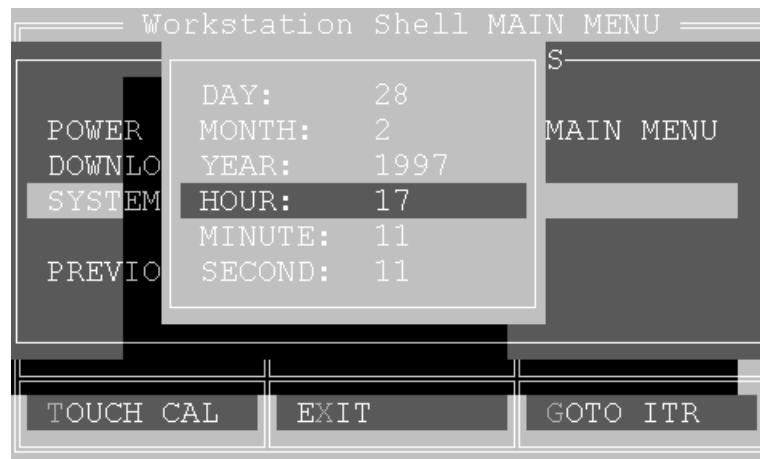 Workstation Shell MAIN MENU
S
DAY: 28
POWER MONTH: 2 MAIN MENU
DOWNLO YEAR: 1997
SYSTEM HOUR: 17
MINUTE: 11
PREVIO SECOND: 11
TOUCH CAL EXIT GOTO ITR